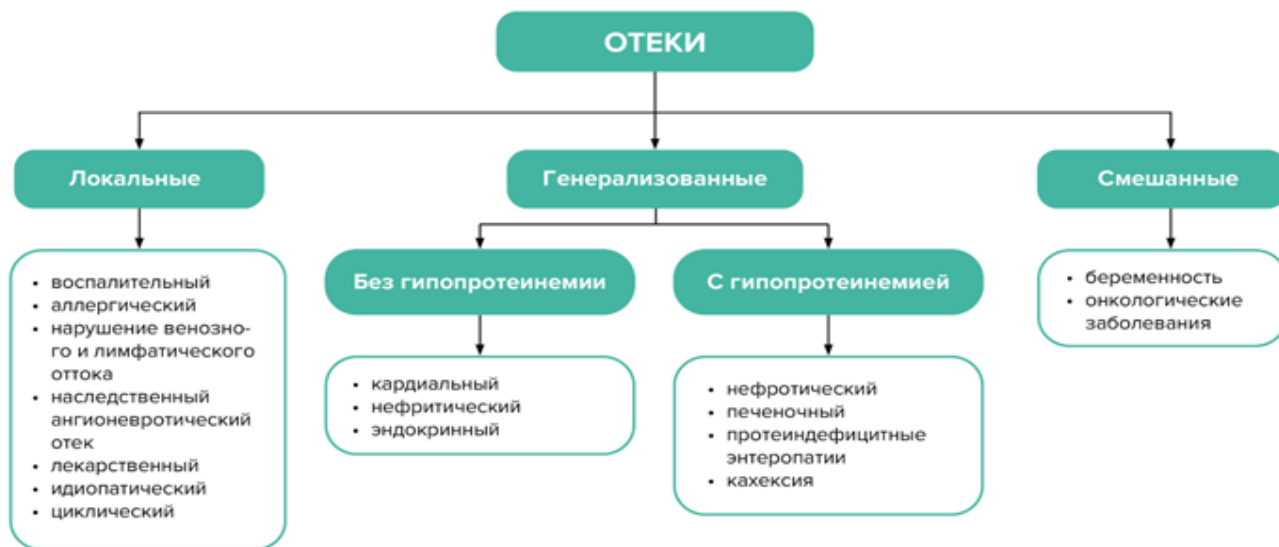 ОТЕКИ
Локальные
Генерализованные
Смешанные
• воспалительный
• аллергический
• нарушение венозно-
го и лимфатического
оттока
• наследственный
ангионевротический
отек
• лекарственный
• идиопатический
• циклический
Без гипопротеинемии
С гипопротеинемией
• кардиальный
• нефритический
• эндокринный
• нефротический
• печеночный
• протеиндефицитные
энтеропатии
• кахексия
• беременность
• онкологические
заболевания